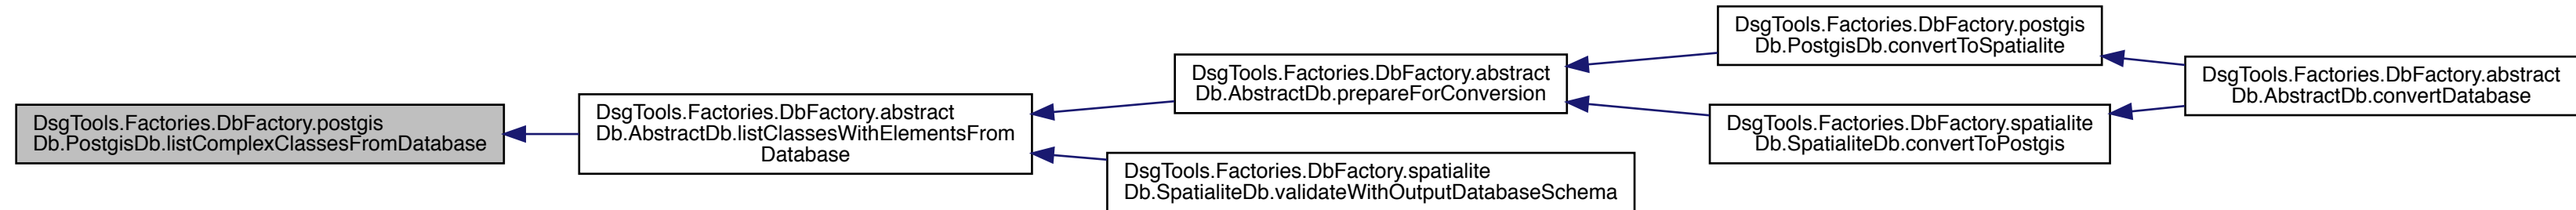 DsgTools.Factories.DbFactory.postgis
Db.PostgisDb.listComplexClassesFromDatabase
DsgTools.Factories.DbFactory.abstract
Db.AbstractDb.listClassesWithElementsFrom
Database
DsgTools.Factories.DbFactory.abstract
Db.AbstractDb.prepareForConversion
DsgTools.Factories.DbFactory.spatialite
Db.SpatialiteDb.validateWithOutputDatabaseSchema
DsgTools.Factories.DbFactory.postgis
Db.PostgisDb.convertToSpatialite
DsgTools.Factories.DbFactory.spatialite
Db.SpatialiteDb.convertToPostgis
DsgTools.Factories.DbFactory.abstract
Db.AbstractDb.convertDatabase